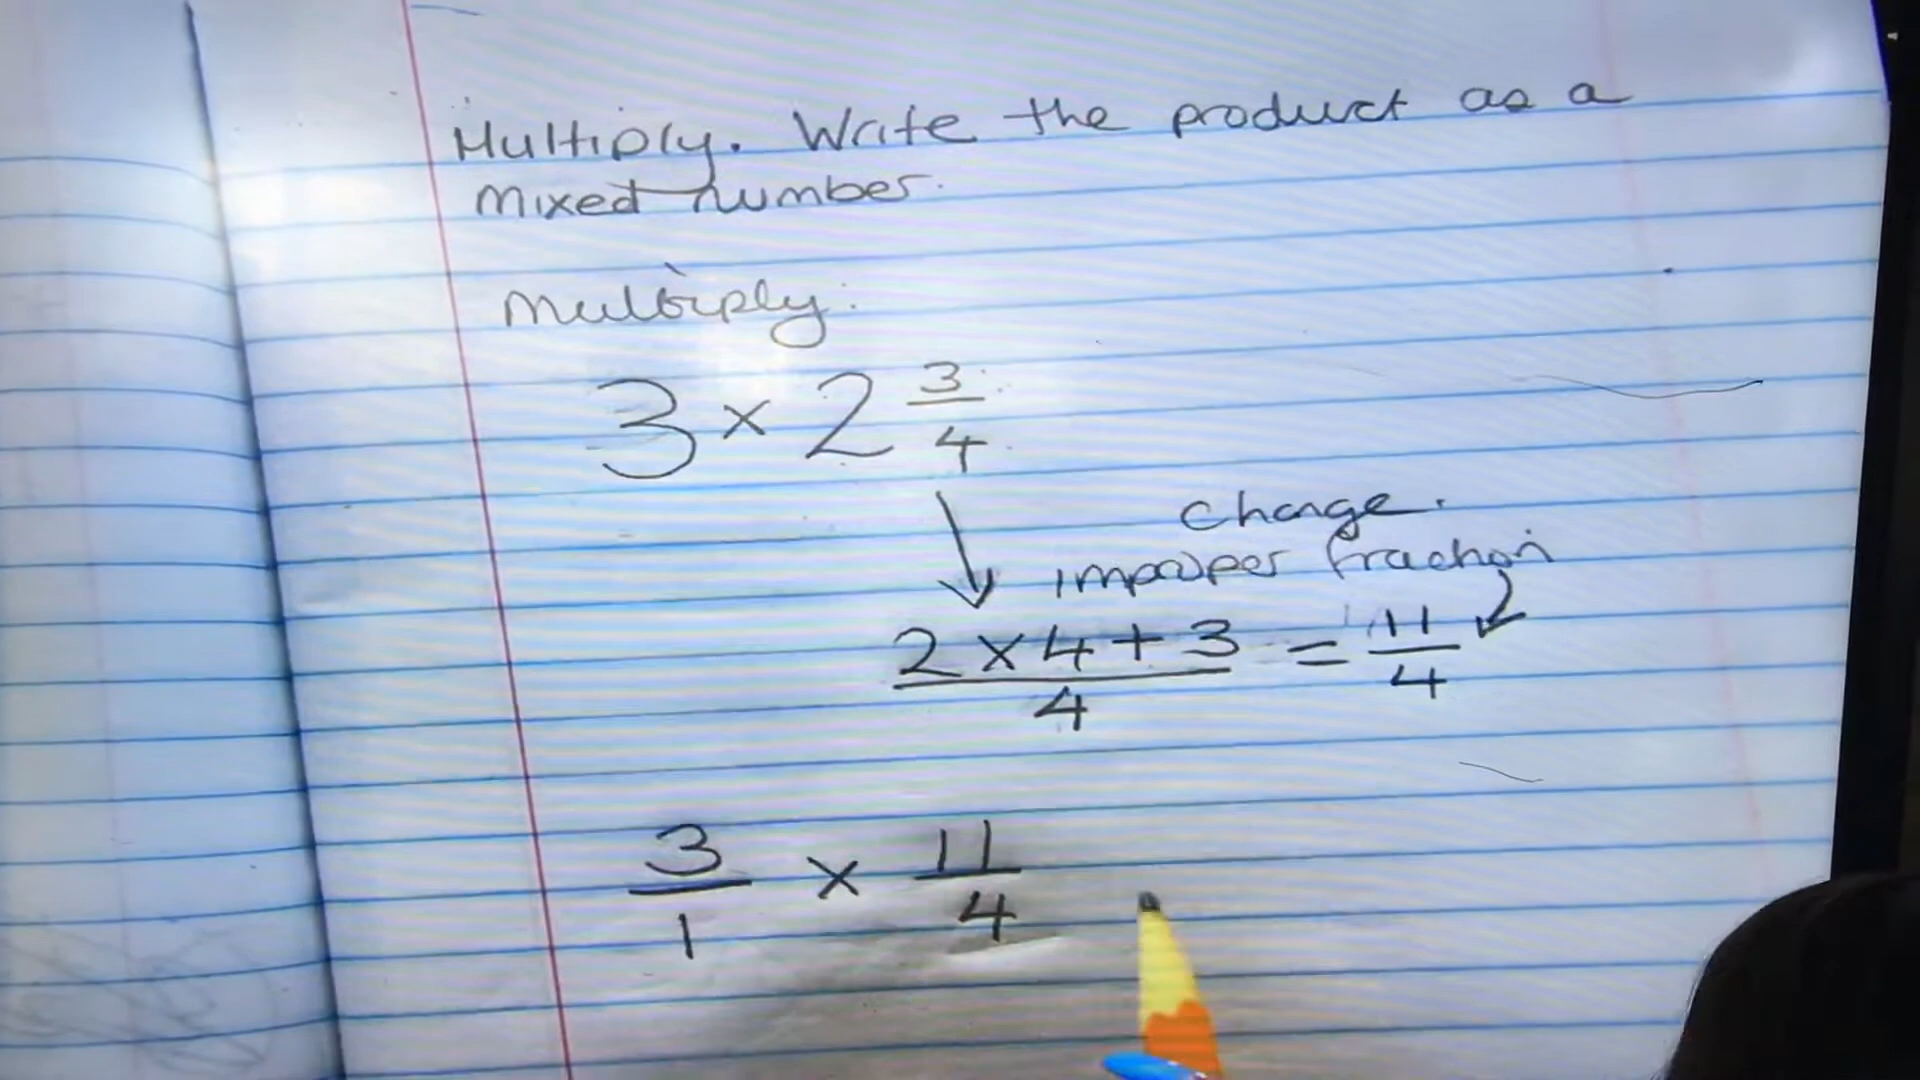 Multiply. Write the product as a
mixed number.
Multiply:
3 × 2 3/4
change.
improper fraction
2 × 4 + 3 / 4 = 11/4
3/1 × 11/4